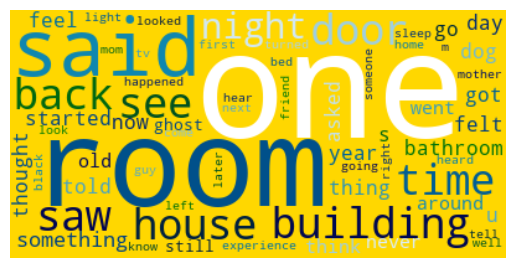 feel light looked night door sleep go day
mom tv first turned home m
said one dog mother
happened bed someone
back see hear next friend asked went got
started now ghost felt
look come s
thought black old guy later room year going right heard bathroom
told thing time
left around u
saw house building
something know still experience think never tell well